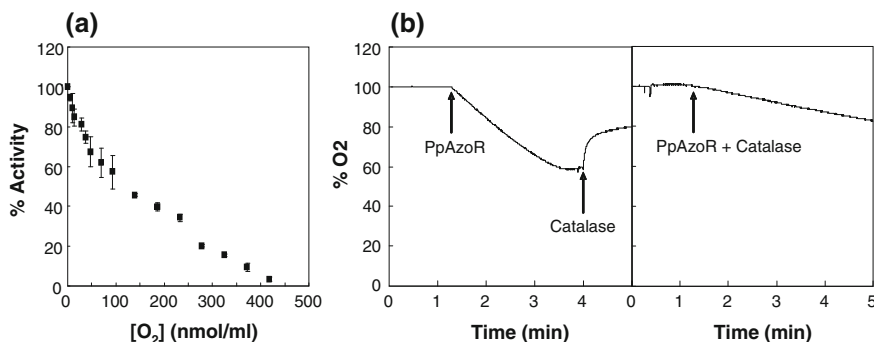 (a)
120
100
80
60
40
20
0
% Activity
0 100 200 300 400 500
[O2] (nmol/ml)
(b)
120
100
80
60
40
20
0
% O2
PpAzoR
Catalase
PpAzoR + Catalase
0 1 2 3 4 0 1 2 3 4 5
Time (min)
Time (min)